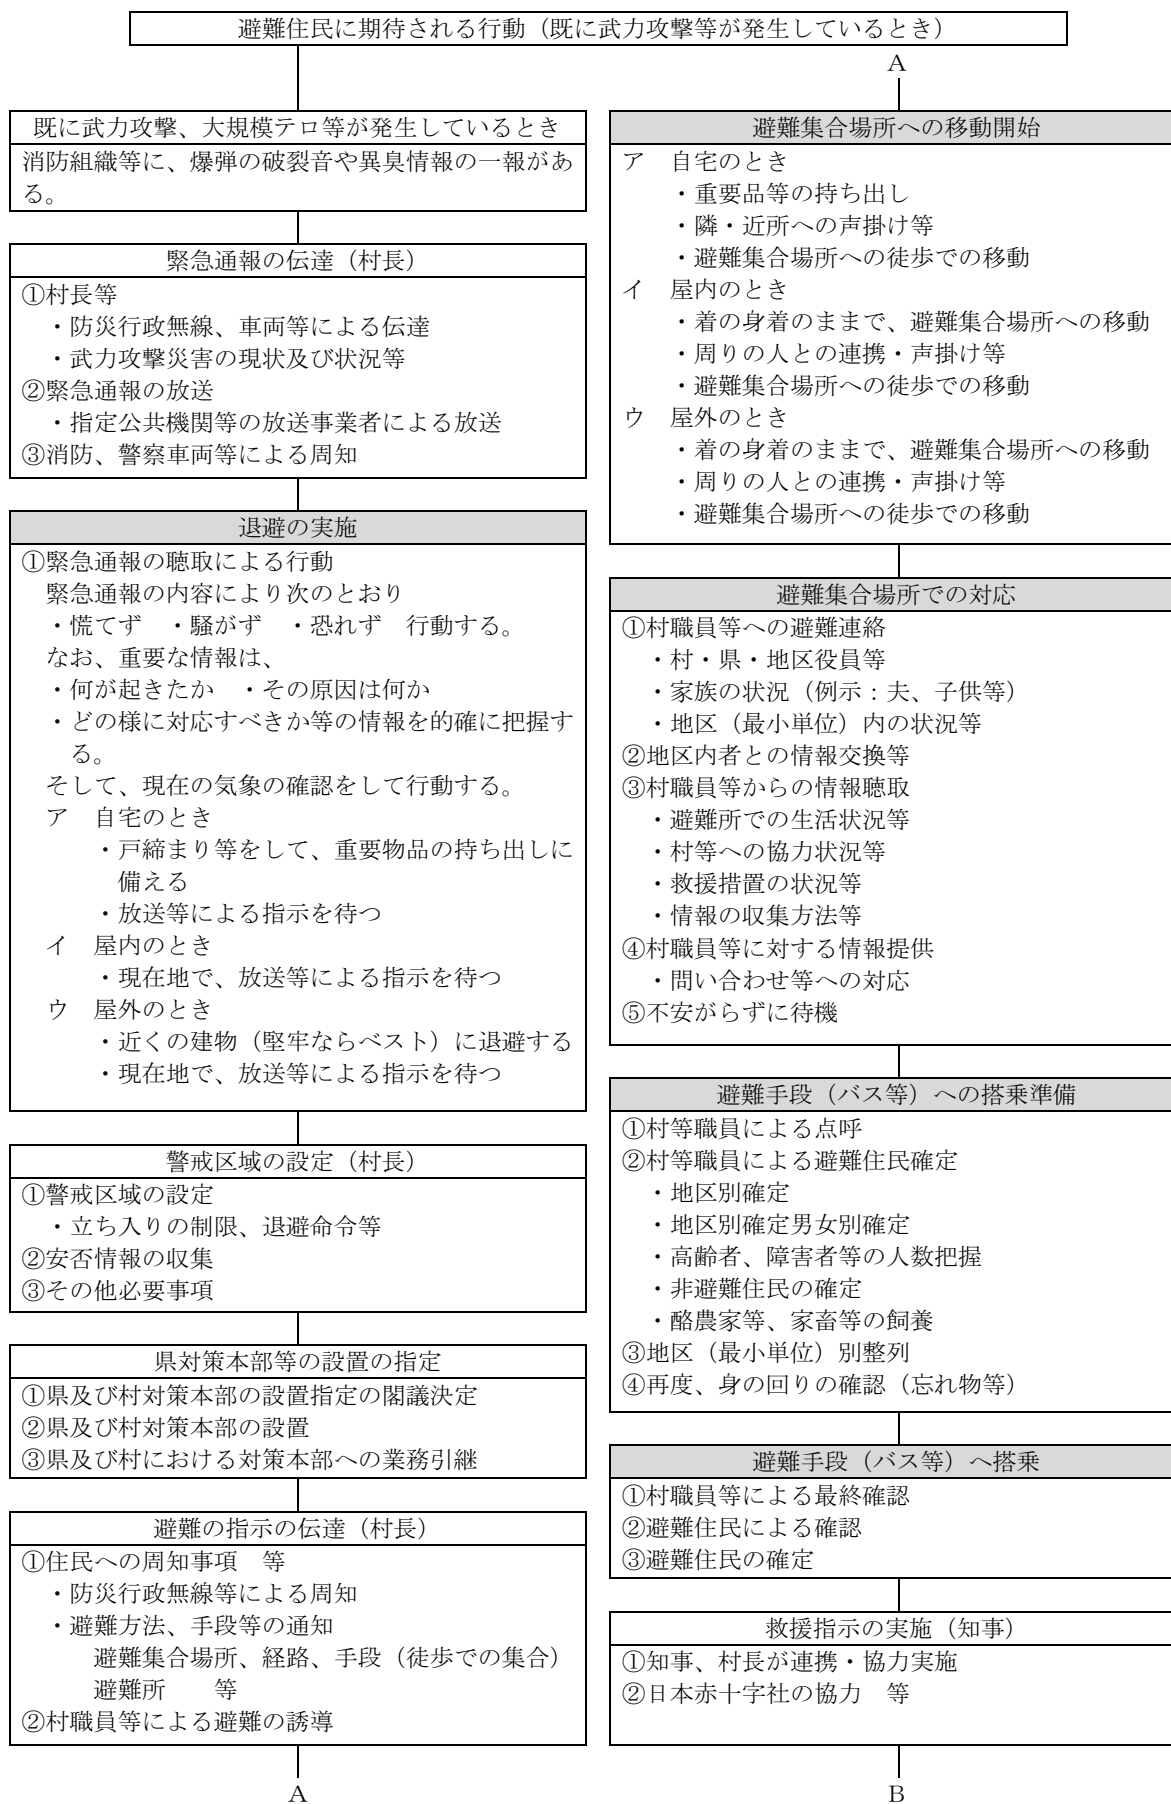 避難住民に期待される行動（既に武力攻撃等が発生しているとき）
既に武力攻撃、大規模テロ等が発生しているとき
消防組織等に、爆弾の破裂音や異臭情報の一報があ
る。
緊急通報の伝達（村長）
①村長等
・防災行政無線、車両等による伝達
・武力攻撃災害の現状及び状況等
②緊急通報の放送
・指定公共機関等の放送事業者による放送
③消防、警察車両等による周知
退避の実施
①緊急通報の聴取による行動
緊急通報の内容により次のとおり
・慌てず　・騒がず　・恐れず　行動する。
なお、重要な情報は、
・何が起きたか　・その原因は何か
・どの様に対応すべきか等の情報を的確に把握す
る。
そして、現在の気象の確認をして行動する。
ア　自宅のとき
・戸締まり等をして、重要物品の持ち出しに
備える
・放送等による指示を待つ
イ　屋内のとき
・現在地で、放送等による指示を待つ
ウ　屋外のとき
・近くの建物（堅牢ならベスト）に退避する
・現在地で、放送等による指示を待つ
警戒区域の設定（村長）
①警戒区域の設定
・立ち入りの制限、退避命令等
②安否情報の収集
③その他必要事項
県対策本部等の設置の指定
①県及び村対策本部の設置指定の閣議決定
②県及び村対策本部の設置
③県及び村における対策本部への業務引継
避難の指示の伝達（村長）
①住民への周知事項　等
・防災行政無線等による周知
・避難方法、手段等の通知
避難集合場所、経路、手段（徒歩での集合）
避難所　　等
②村職員等による避難の誘導
A
A
避難集合場所への移動開始
ア　自宅のとき
・重要品等の持ち出し
・隣・近所への声掛け等
・避難集合場所への徒歩での移動
イ　屋内のとき
・着の身着のままで、避難集合場所への移動
・周りの人との連携・声掛け等
・避難集合場所への徒歩での移動
ウ　屋外のとき
・着の身着のままで、避難集合場所への移動
・周りの人との連携・声掛け等
・避難集合場所への徒歩での移動
避難集合場所での対応
①村職員等への避難連絡
・村・県・地区役員等
・家族の状況（例示：夫、子供等）
・地区（最小単位）内の状況等
②地区内者との情報交換等
③村職員等からの情報聴取
・避難所での生活状況等
・村等への協力状況等
・救援措置の状況等
・情報の収集方法等
④村職員等に対する情報提供
・問い合わせ等への対応
⑤不安がらずに待機
避難手段（バス等）への搭乗準備
①村等職員による点呼
②村等職員による避難住民確定
・地区別確定
・地区別確定男女別確定
・高齢者、障害者等の人数把握
・非避難住民の確定
・酪農家等、家畜等の飼養
③地区（最小単位）別整列
④再度、身の回りの確認（忘れ物等）
避難手段（バス等）へ搭乗
①村職員等による最終確認
②避難住民による確認
③避難住民の確定
救援指示の実施（知事）
①知事、村長が連携・協力実施
②日本赤十字社の協力　等
B